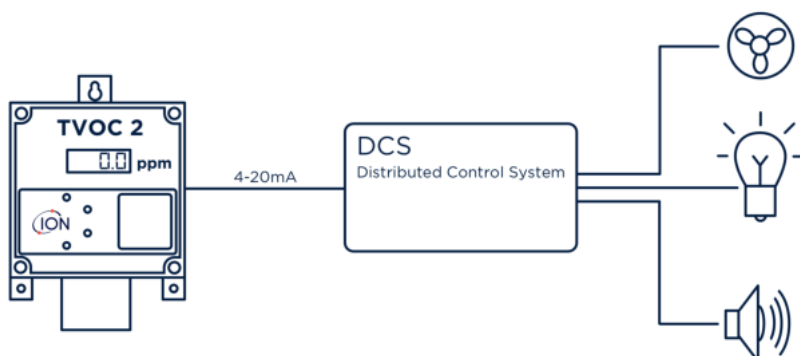 TVOC 2
0.0 ppm
ION
4-20mA
DCS
Distributed Control System